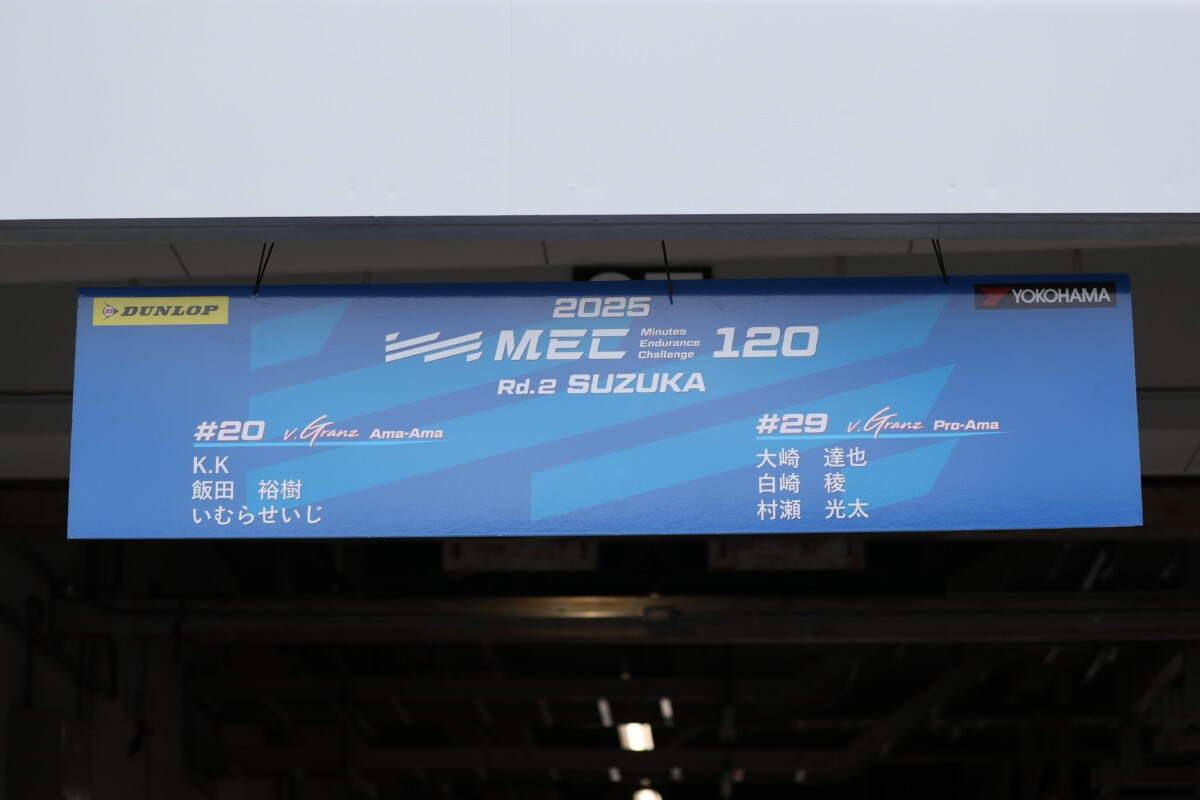 DUNLOP
YOKOHAMA
2025
MEC Minutes Endurance Challenge 120
Rd.2 SUZUKA
#20 v.Granz Ama-Ama
K.K
飯田 裕樹
いむらせいじ
#29 v.Granz Pro-Ama
大崎 達也
白崎 稜
村瀬 光太